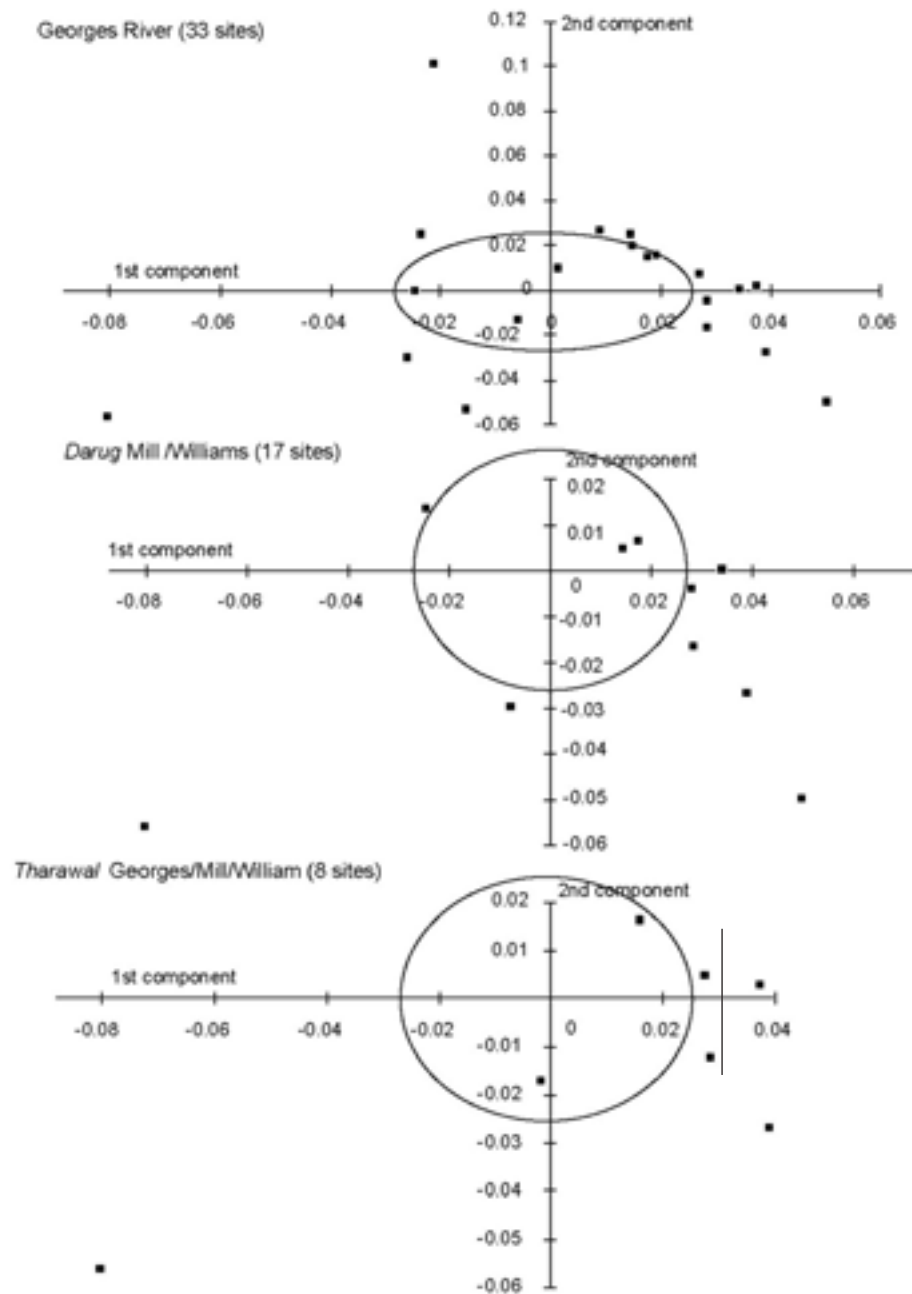 Georges River (33 sites)
0.12
2nd component
0.1
0.08
0.06
0.04
0.02
1st component
0
-0.08 -0.06 -0.04 -0.02 0 0.02 0.04 0.06
-0.02
-0.04
-0.06
Darug Mill /Williams (17 sites)
2nd component
0.02
0.01
1st component
0
-0.08 -0.06 -0.04 -0.02 0.02 0.04 0.06
-0.01
-0.02
-0.03
-0.04
-0.05
-0.06
Tharawal Georges/Mill/William (8 sites)
2nd component
0.02
0.01
1st component
-0.08 -0.06 -0.04 -0.02 0 0.02 0.04
-0.01
-0.02
-0.03
-0.04
-0.05
-0.06